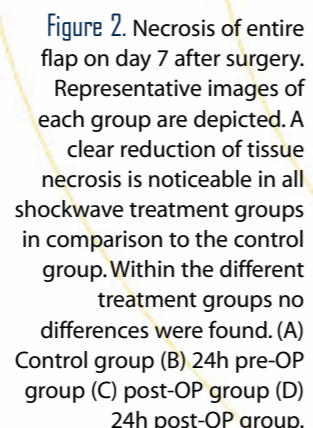 Figure 2. Necrosis of entire
flap on day 7 after surgery.
Representative images of
each group are depicted. A
clear reduction of tissue
necrosis is noticeable in all
shockwave treatment groups
in comparison to the control
group. Within the different
treatment groups no
differences were found. (A)
Control group (B) 24h pre-OP
group (C) post-OP group (D)
24h post-OP group.